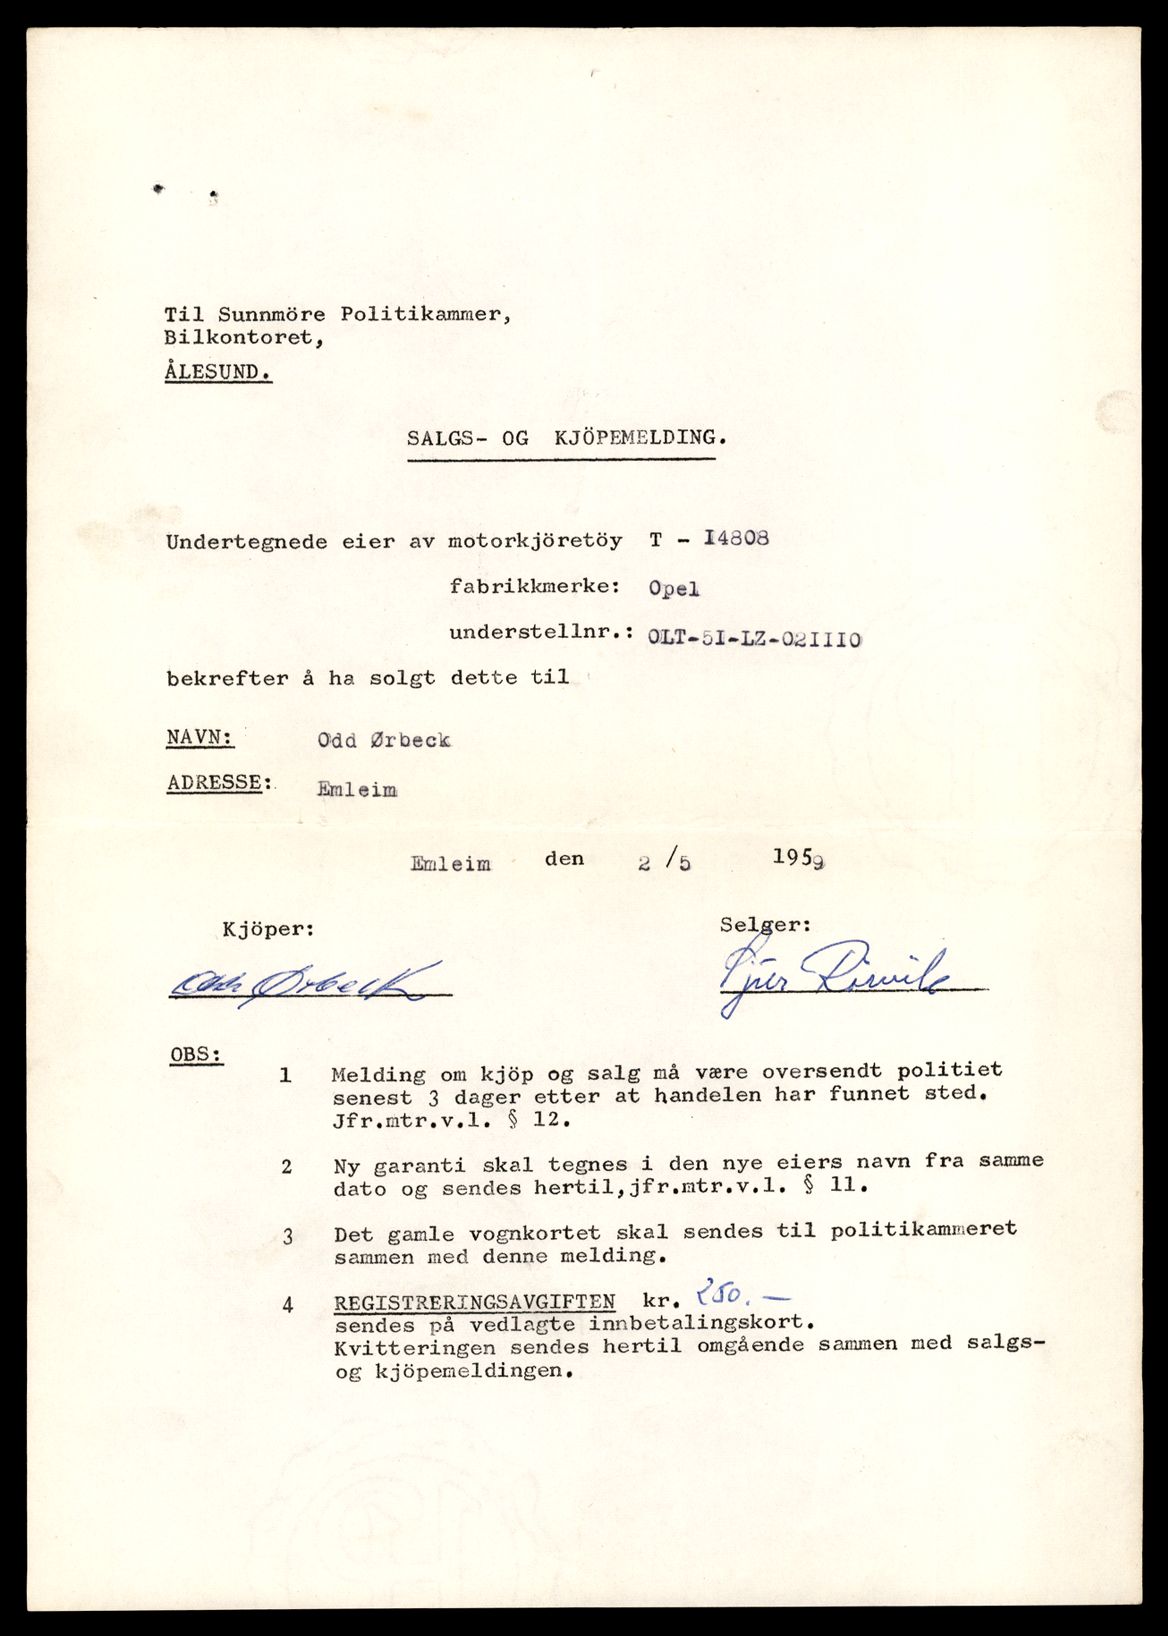 Til Sunnmöre Politikammer,
Bilkontoret,
ÅLESUND.
SALGS- OG KJÖPEMELDING.
Undertegnede eier av motorkjöretöy T - I4808
fabrikkmerke: Opel
understellnr.: OLT-5I-LZ-02IIIO
bekrefter å ha solgt dette til
NAVN: Odd Ørbeck
ADRESSE: Emleim
Emleim den 2/5 1959
Kjöper: Selger:
Odd Ørbeck
OBS:
1 Melding om kjöp og salg må være oversendt politiet
senest 3 dager etter at handelen har funnet sted.
Jfr.mtr.v.l. § 12.
2 Ny garanti skal tegnes i den nye eiers navn fra samme
dato og sendes hertil,jfr.mtr.v.l. § 11.
3 Det gamle vognkortet skal sendes til politikammeret
sammen med denne melding.
4 REGISTRERINGSAVGIFTEN kr. 250.—
sendes på vedlagte innbetalingskort.
Kvitteringen sendes hertil omgående sammen med salgs-
og kjöpemeldingen.